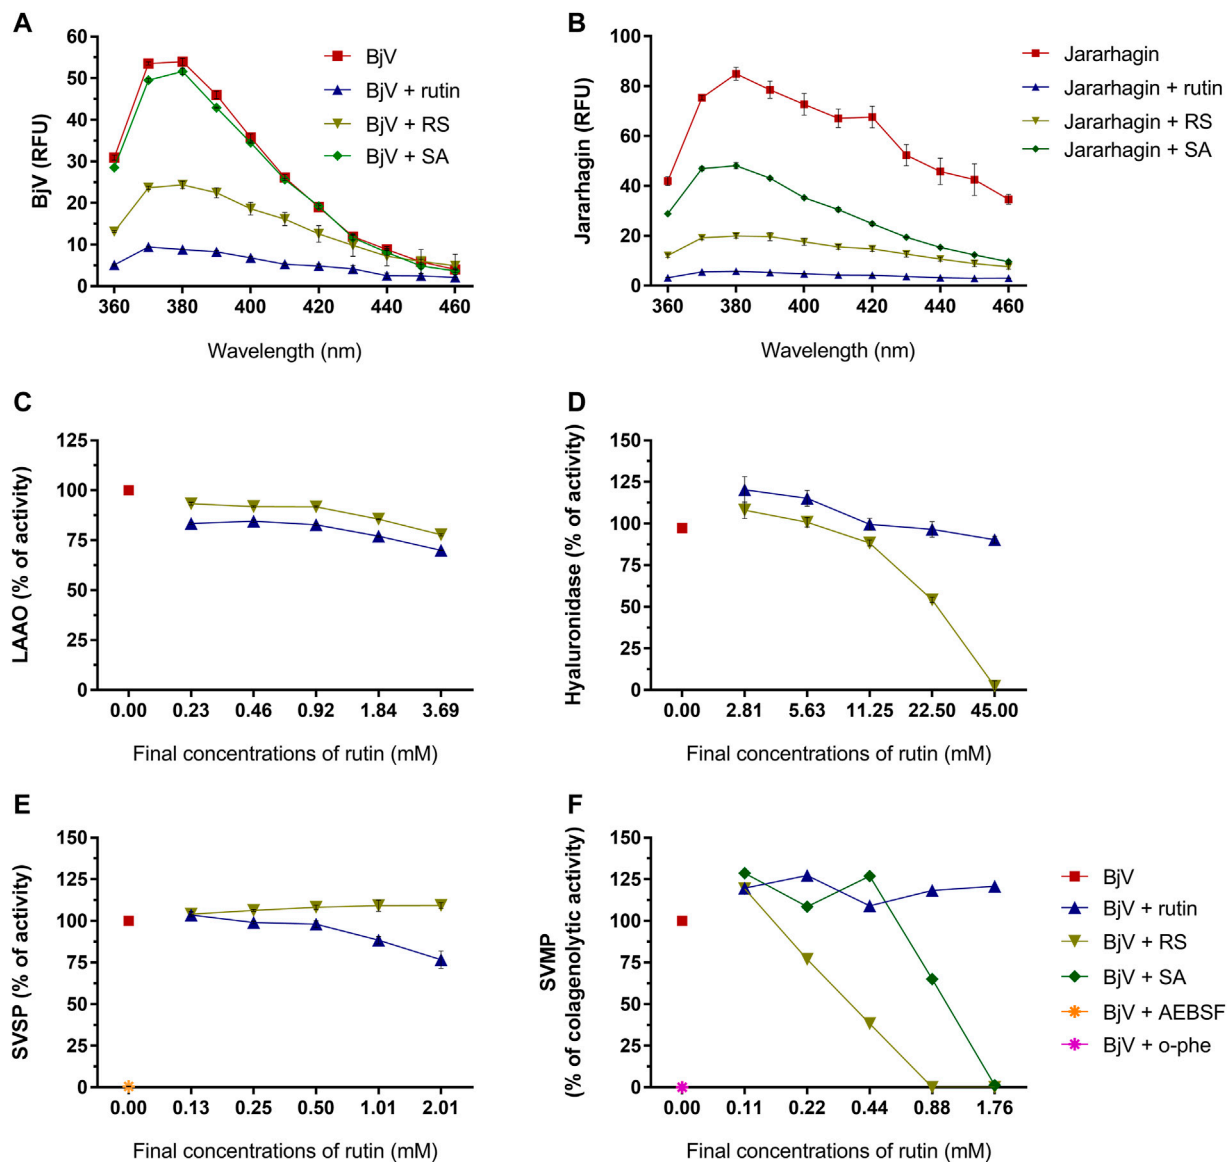 A
BjV (RFU)
60
50
40
30
20
10
0
360 380 400 420 440 460
Wavelength (nm)
BjV
BjV + rutin
BjV + RS
BjV + SA
B
Jararhagin (RFU)
100
80
60
40
20
0
360 380 400 420 440 460
Wavelength (nm)
Jararhagin
Jararhagin + rutin
Jararhagin + RS
Jararhagin + SA
C
LAAO (% of activity)
125
100
75
50
25
0
0.00 0.23 0.46 0.92 1.84 3.69
Final concentrations of rutin (mM)
D
Hyaluronidase (% of activity)
150
125
100
75
50
25
0
0.00 2.81 5.63 11.25 22.50 45.00
Final concentrations of rutin (mM)
E
SVSP (% of activity)
150
125
100
75
50
25
0
0.00 0.13 0.25 0.50 1.01 2.01
Final concentrations of rutin (mM)
F
SVMP
(% of colagenolytic activity)
150
125
100
75
50
25
0
0.00 0.11 0.22 0.44 0.88 1.76
Final concentrations of rutin (mM)
BjV
BjV + rutin
BjV + RS
BjV + SA
BjV + AEBSF
BjV + o-phe